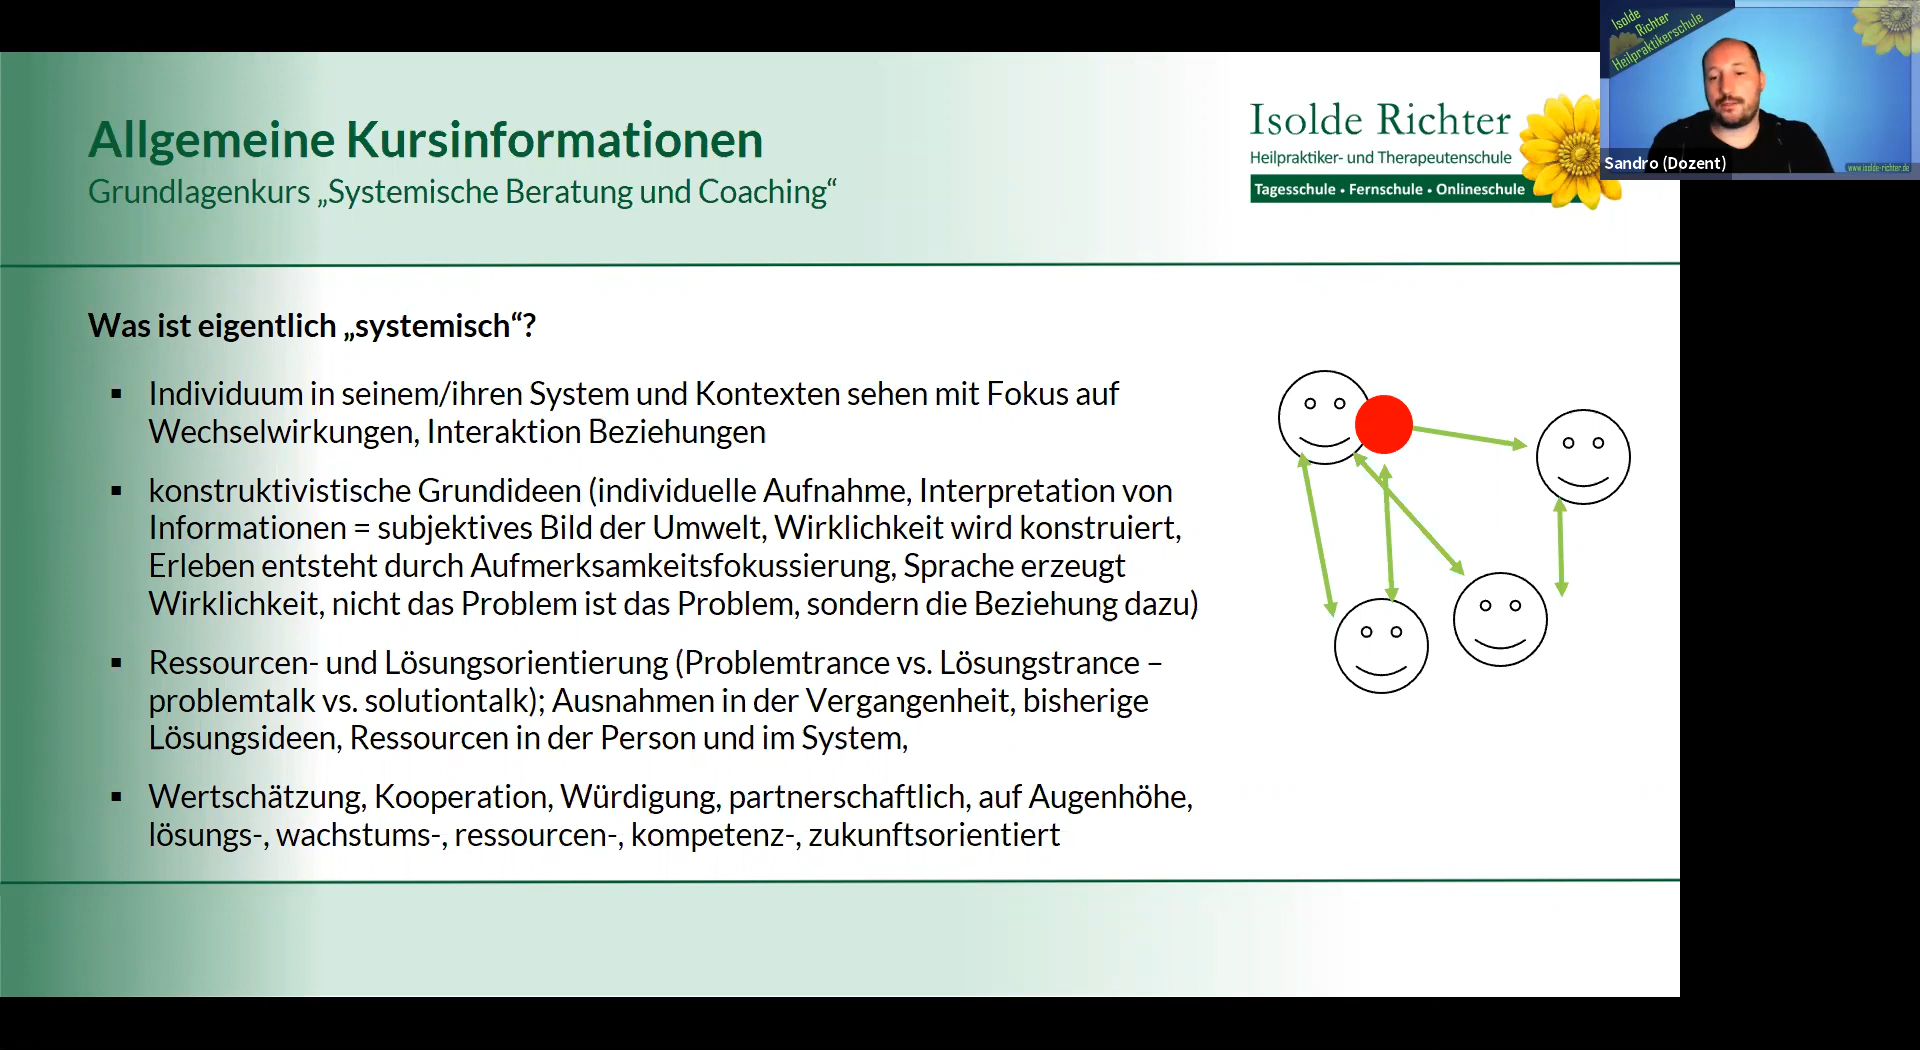 Allgemeine Kursinformationen
Grundlagenkurs „Systemische Beratung und Coaching“
Isolde Richter
Heilpraktiker- und Therapeutenschule
Tagesschule • Fernschule • Onlineschule
Isolde
Richter
Heilpraktikerschule
Sandro (Dozent)
www.isolde-richter.de
Was ist eigentlich „systemisch“?
▪ Individuum in seinem/ihren System und Kontexten sehen mit Fokus auf
Wechselwirkungen, Interaktion Beziehungen
▪ konstruktivistische Grundideen (individuelle Aufnahme, Interpretation von
Informationen = subjektives Bild der Umwelt, Wirklichkeit wird konstruiert,
Erleben entsteht durch Aufmerksamkeitsfokussierung, Sprache erzeugt
Wirklichkeit, nicht das Problem ist das Problem, sondern die Beziehung dazu)
▪ Ressourcen- und Lösungsorientierung (Problemtrance vs. Lösungstrance –
problemtalk vs. solutiontalk); Ausnahmen in der Vergangenheit, bisherige
Lösungsideen, Ressourcen in der Person und im System,
▪ Wertschätzung, Kooperation, Würdigung, partnerschaftlich, auf Augenhöhe,
lösungs-, wachstums-, ressourcen-, kompetenz-, zukunftsorientiert